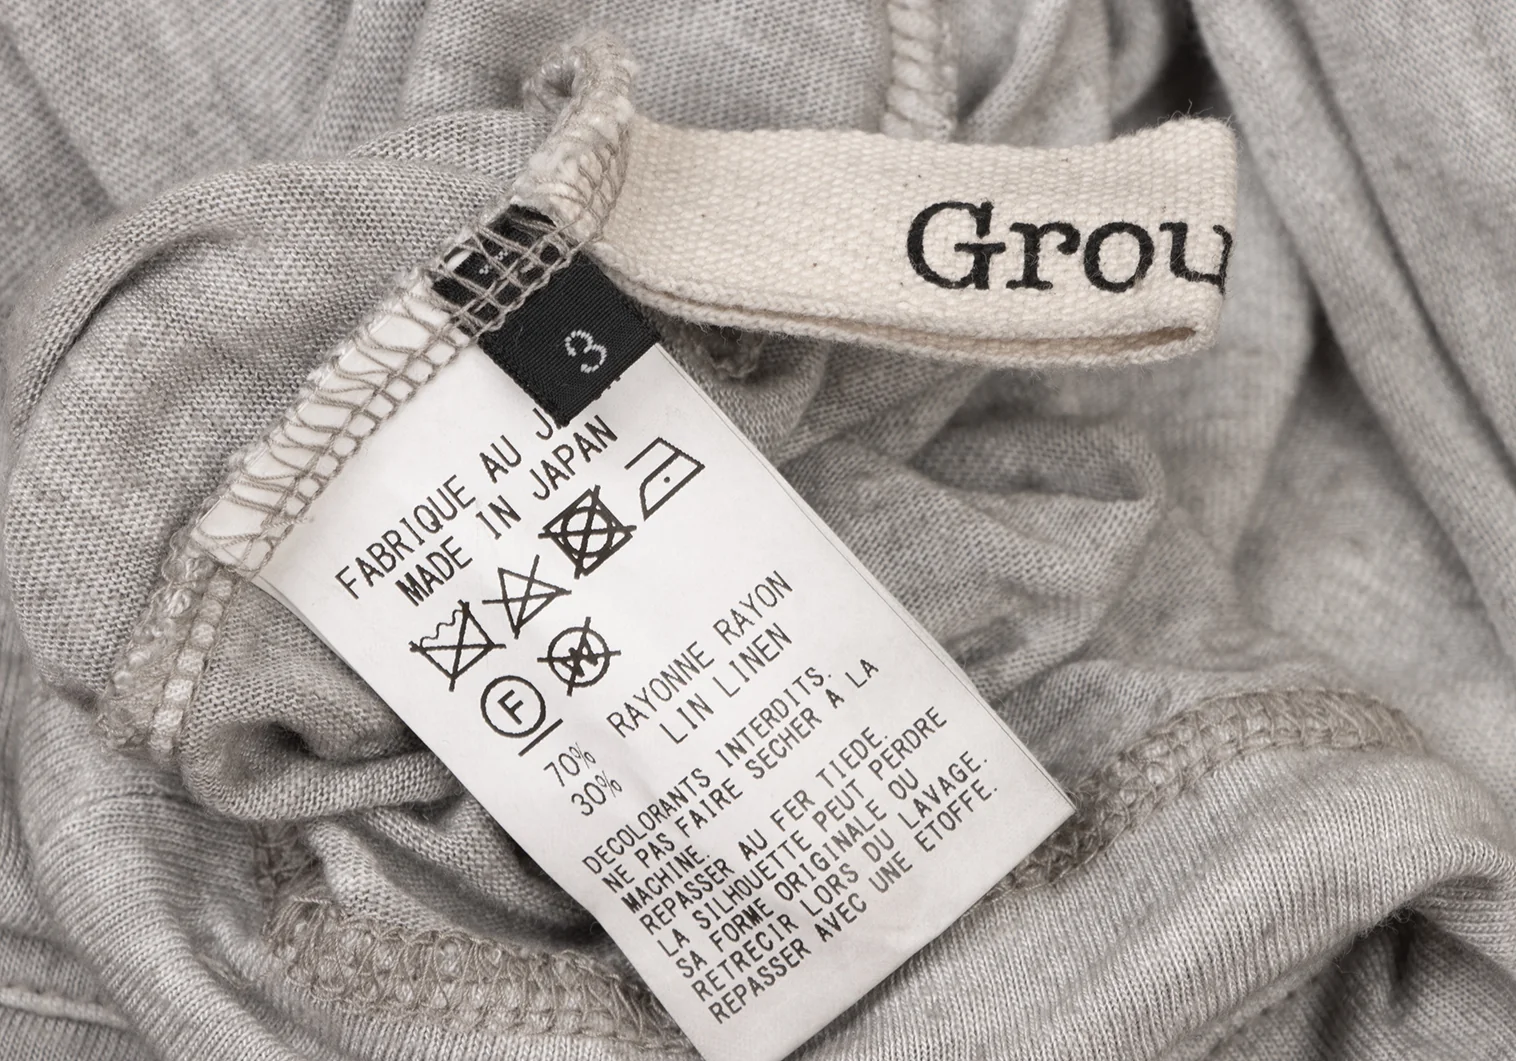 Grou
3
FABRIQUE AU
MADE IN JAPAN
F
W
RAYONNE RAYON
LIN LINEN
70%
30%
DECOLORANTS INTERDITS.
NE PAS FAIRE SECHER A LA
MACHINE.
REPASSER AU FER TIEDE.
LA SILHOUETTE PEUT PERDRE
SA FORME ORIGINALE OU
RETRECIR LORS DU LAVAGE.
REPASSER AVEC UNE ETOFFE.